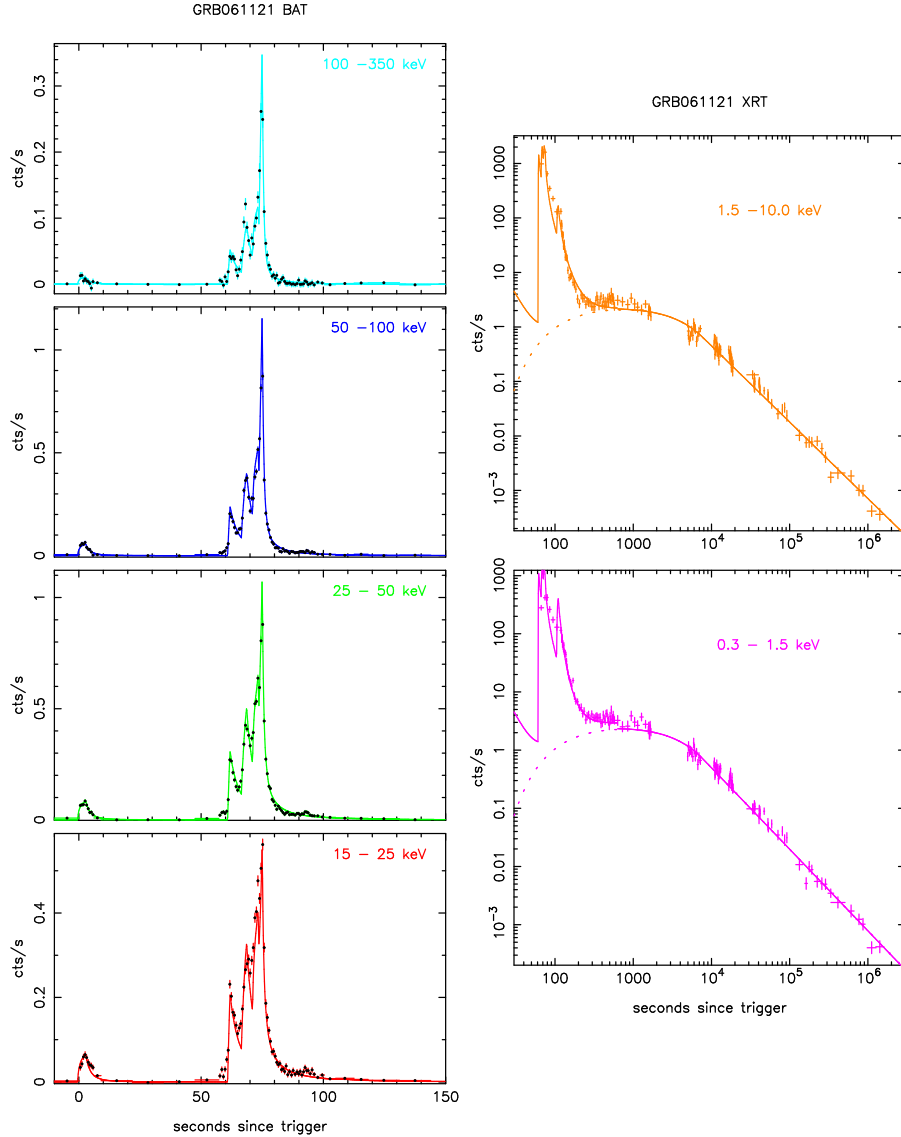 GRB061121 BAT
100 –350 keV
cts/s
0.3
0.2
0.1
0
50 –100 keV
cts/s
1
0.5
0
25 – 50 keV
cts/s
1
0.5
0
15 – 25 keV
cts/s
0.4
0.2
0
0 50 100 150
seconds since trigger
GRB061121 XRT
1.5 –10.0 keV
cts/s
1000
100
10
1
0.1
0.01
10⁻³
100 1000 10⁴ 10⁵ 10⁶
0.3 – 1.5 keV
cts/s
1000
100
10
1
0.1
0.01
10⁻³
100 1000 10⁴ 10⁵ 10⁶
seconds since trigger